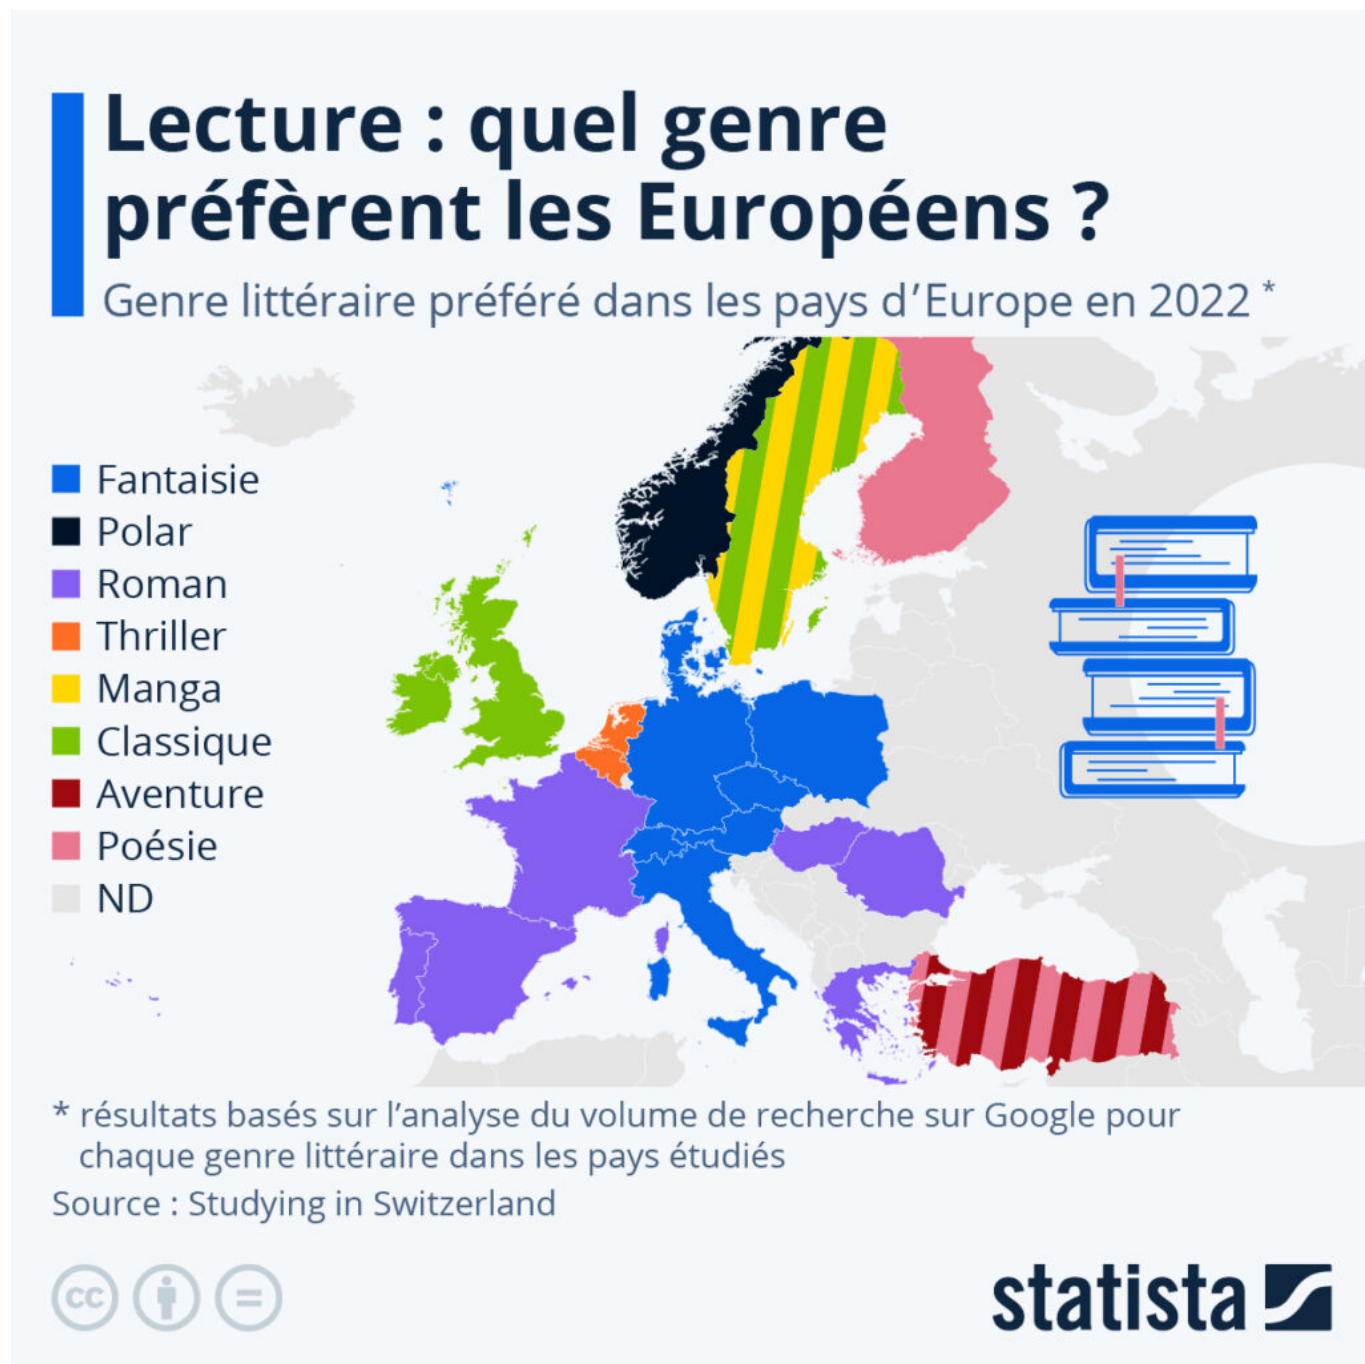 Lecture : quel genre
préfèrent les Européens ?
Genre littéraire préféré dans les pays d’Europe en 2022 *
Fantaisie
Polar
Roman
Thriller
Manga
Classique
Aventure
Poésie
ND
* résultats basés sur l’analyse du volume de recherche sur Google pour
chaque genre littéraire dans les pays étudiés
Source : Studying in Switzerland
cc
statista